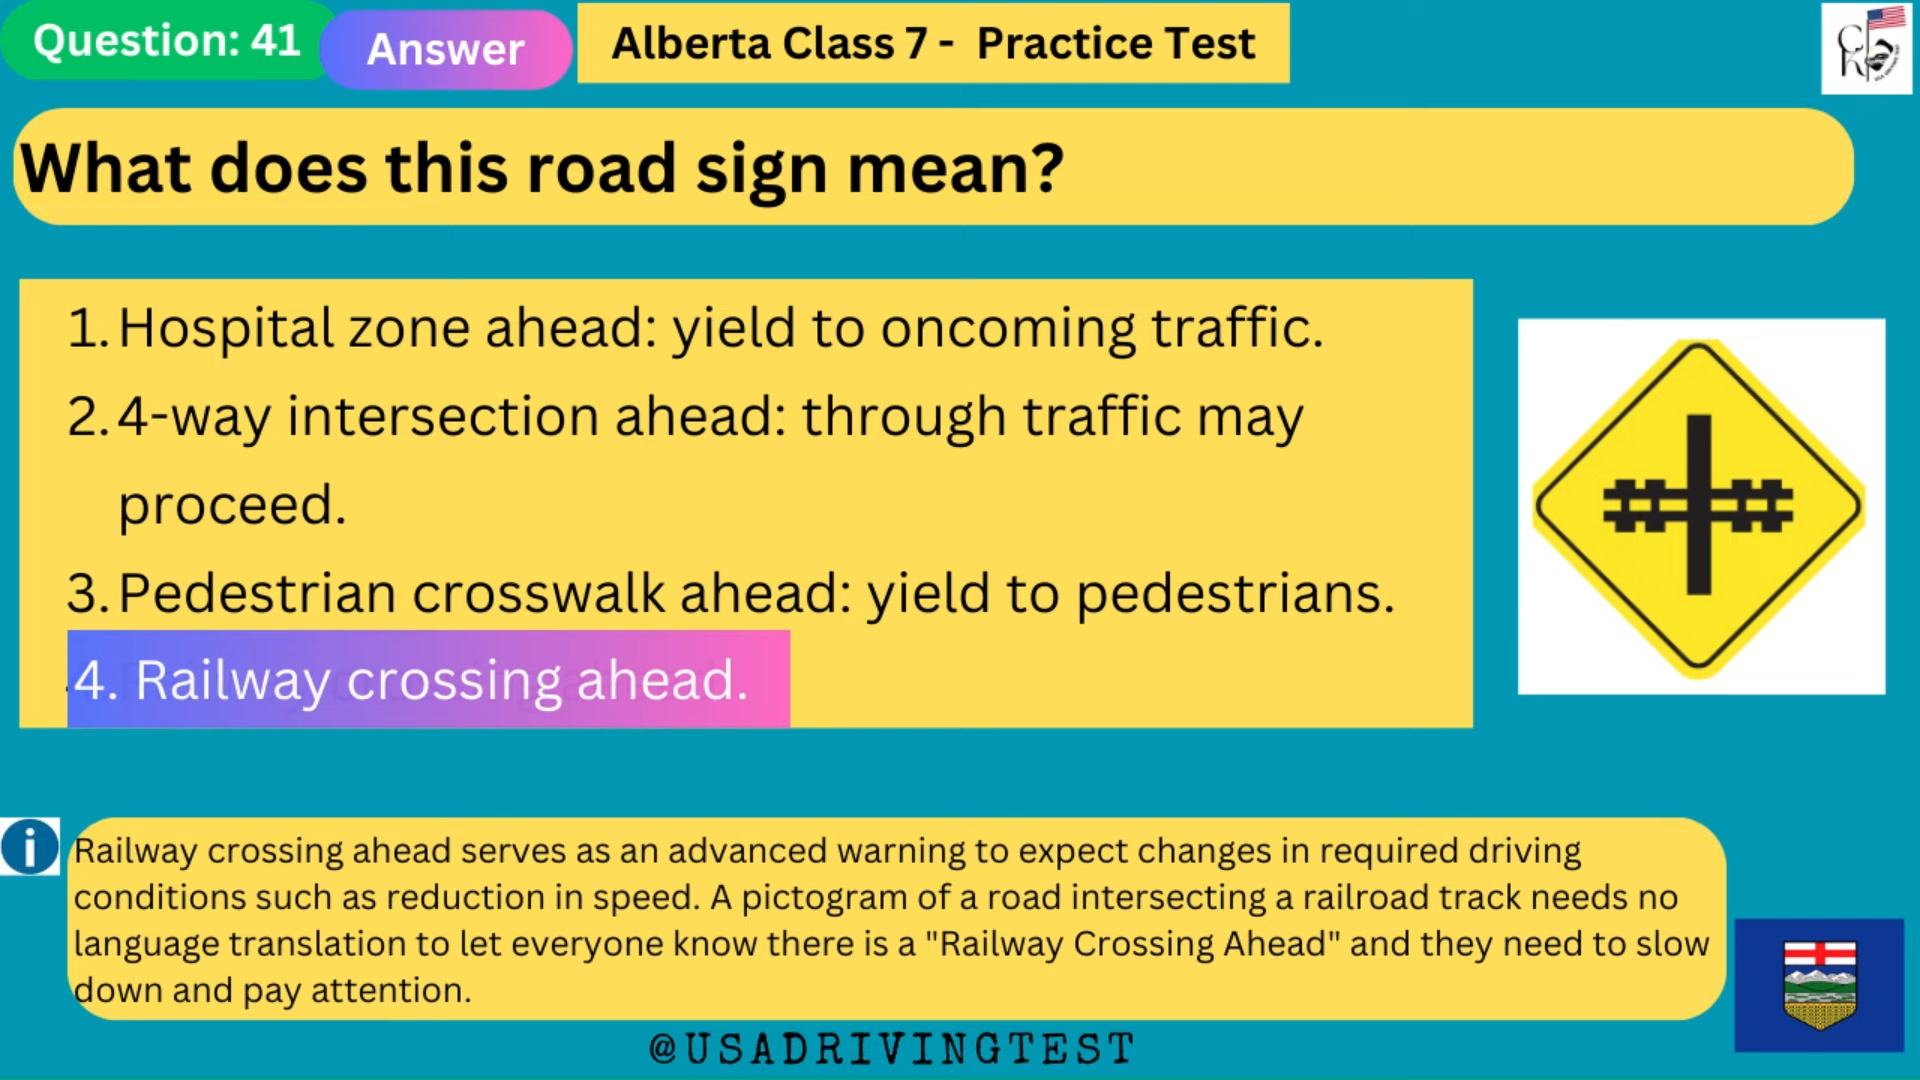 Question: 41
Answer
Alberta Class 7 - Practice Test
What does this road sign mean?
1. Hospital zone ahead: yield to oncoming traffic.
2. 4-way intersection ahead: through traffic may
proceed.
3. Pedestrian crosswalk ahead: yield to pedestrians.
4. Railway crossing ahead.
i
Railway crossing ahead serves as an advanced warning to expect changes in required driving
conditions such as reduction in speed. A pictogram of a road intersecting a railroad track needs no
language translation to let everyone know there is a "Railway Crossing Ahead" and they need to slow
down and pay attention.
@USADRIVINGTEST